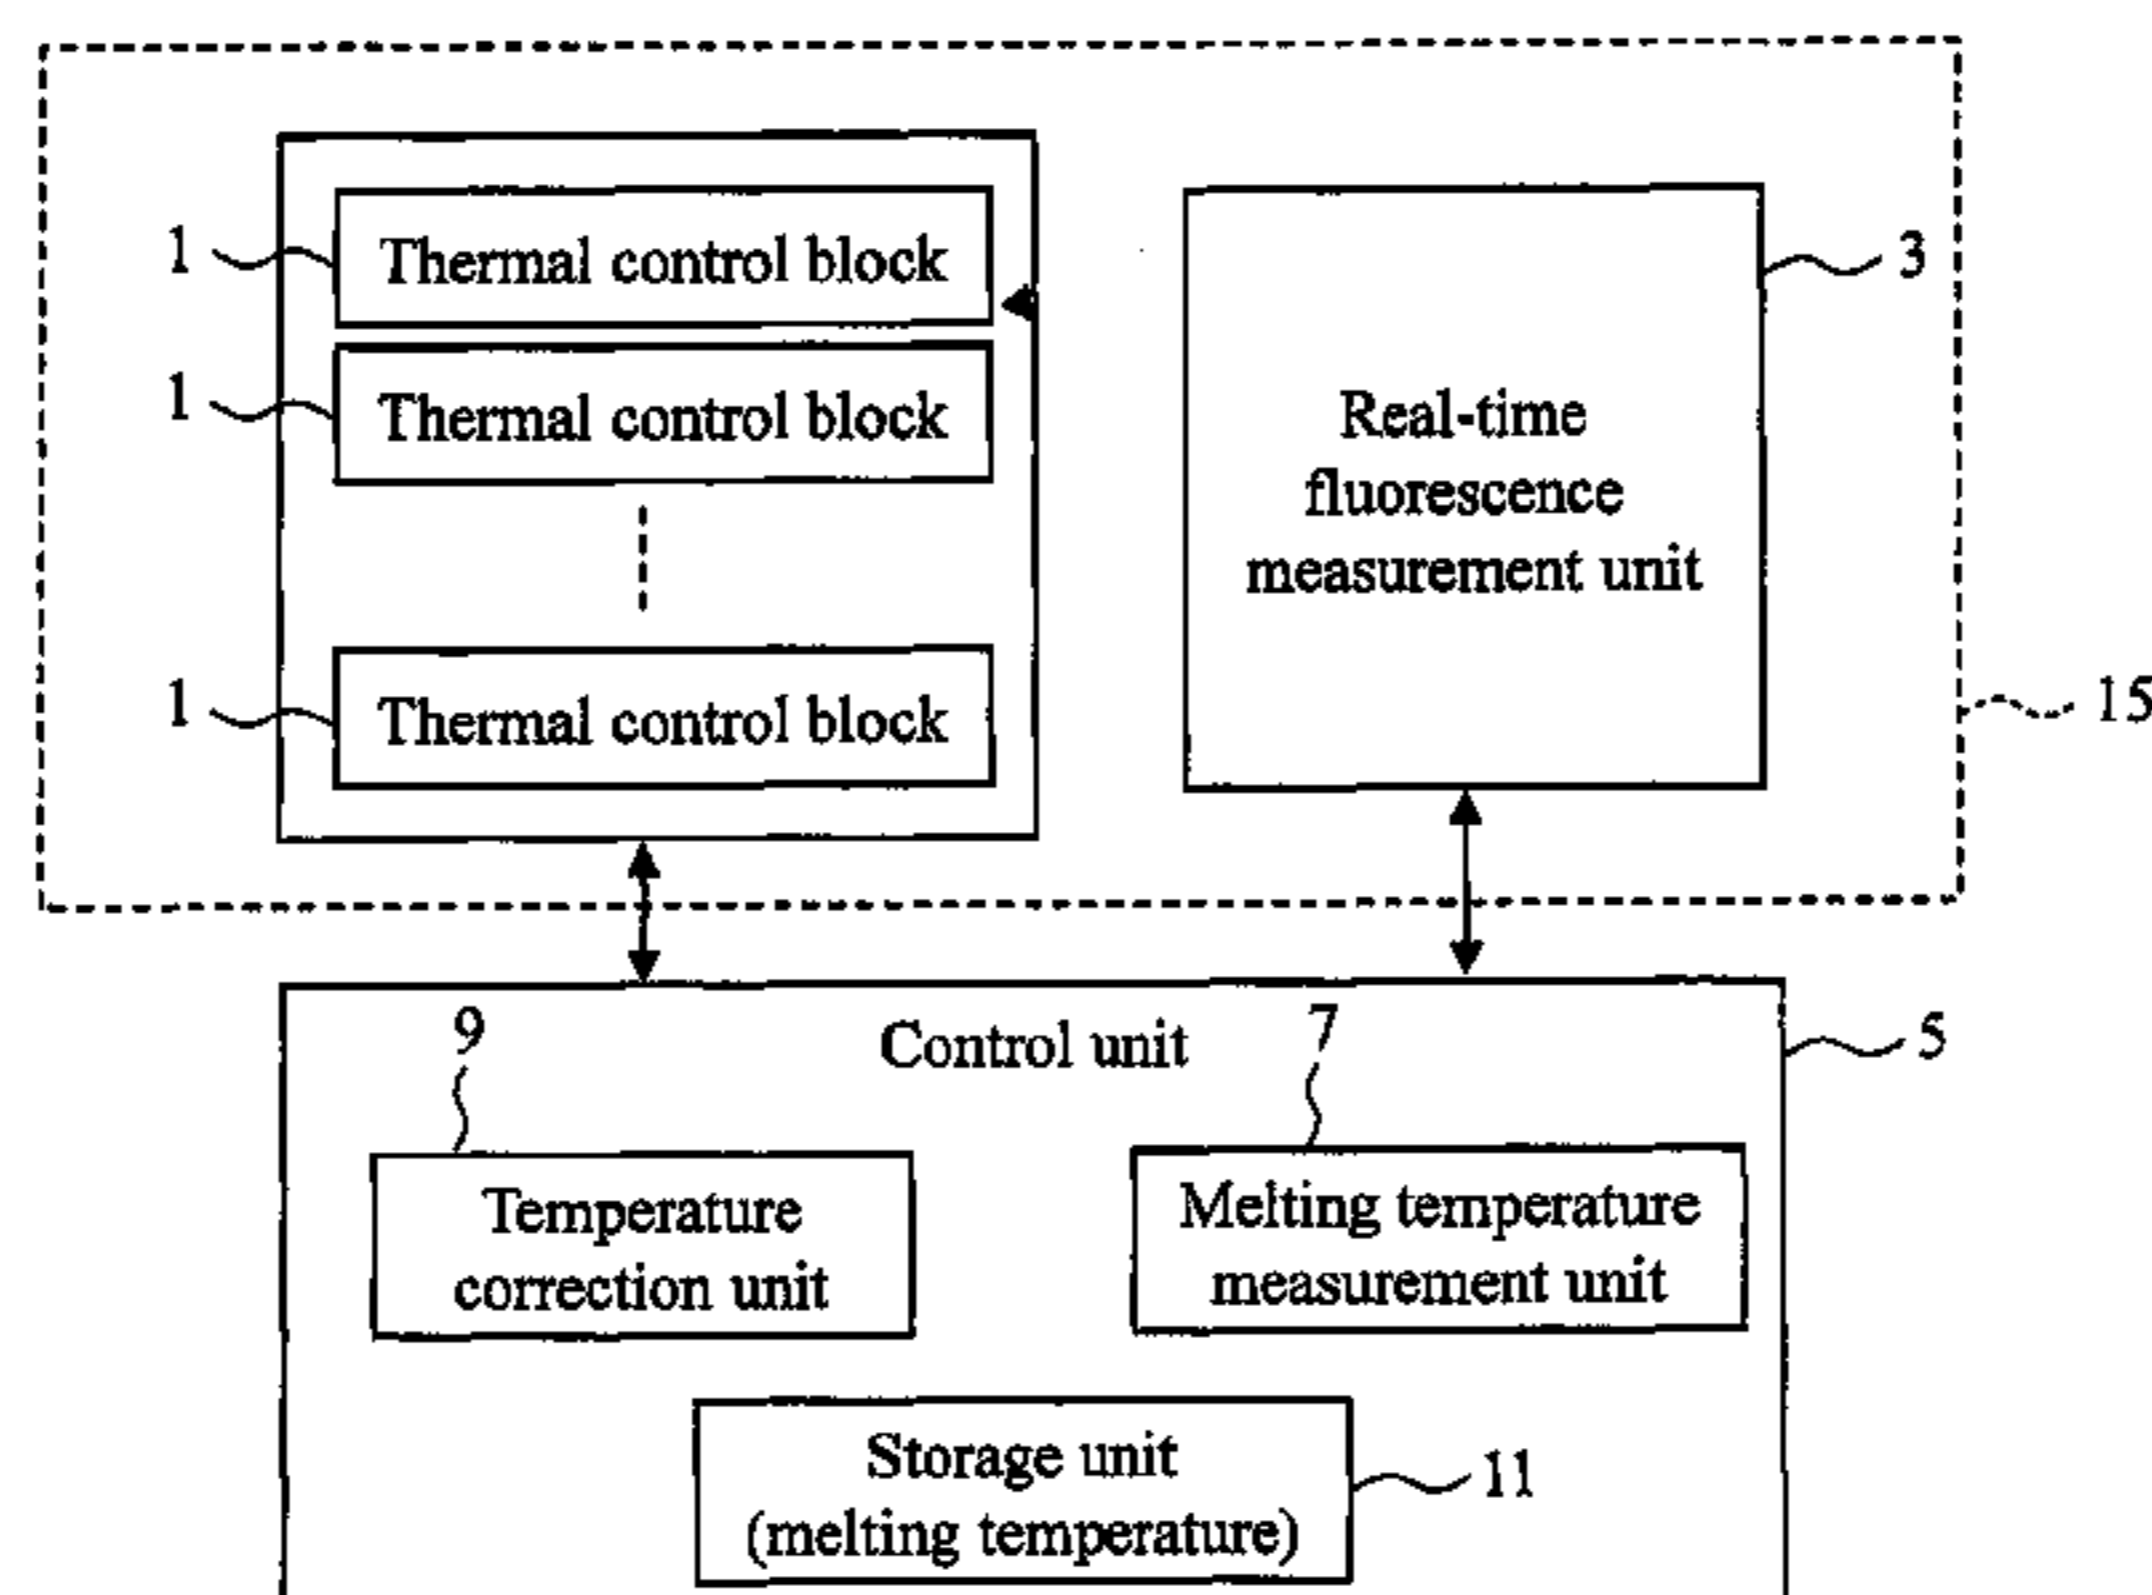 1
Thermal control block
3
1
Thermal control block
Real-time
fluorescence
measurement unit
1
Thermal control block
15
9
Control unit
7
5
Temperature
correction unit
Melting temperature
measurement unit
Storage unit
(melting temperature)
11